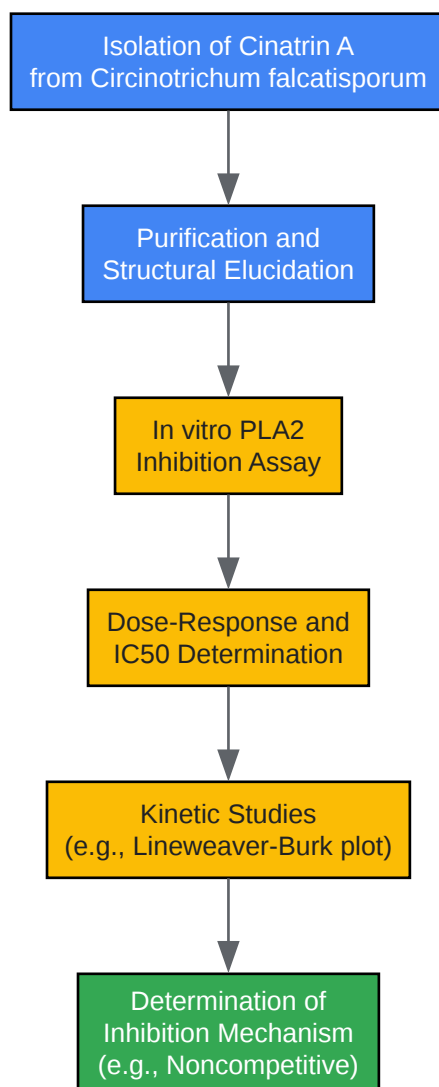 Isolation of Cinatrin A
from Circinotrichum falcatisporum
Purification and
Structural Elucidation
In vitro PLA2
Inhibition Assay
Dose-Response and
IC50 Determination
Kinetic Studies
(e.g., Lineweaver-Burk plot)
Determination of
Inhibition Mechanism
(e.g., Noncompetitive)